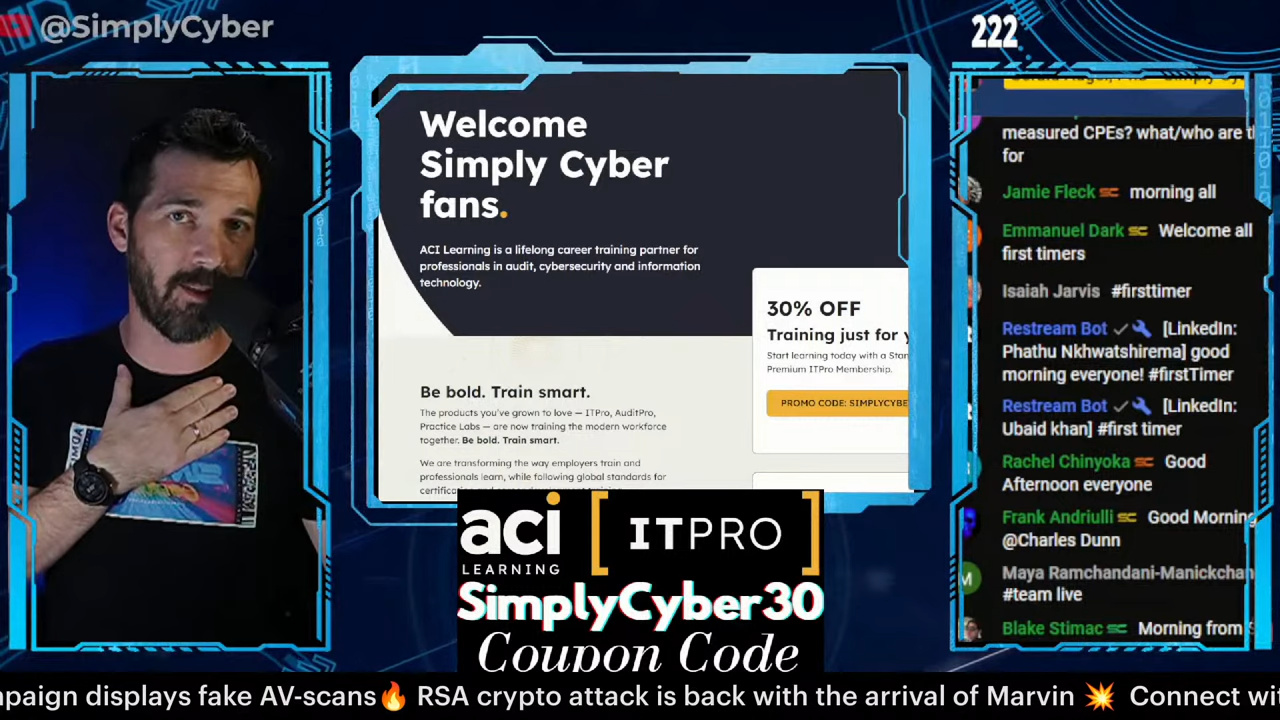 @SimplyCyber
222
Welcome
Simply Cyber
fans.
ACI Learning is a lifelong career training partner for
professionals in audit, cybersecurity and information
technology.
30% OFF
Training just for
Start learning today with a
Premium ITPro Membership.
PROMO CODE: SIMPLYCYBE
Be bold. Train smart.
The products you've grown to love — ITPro, AuditPro,
Practice Labs — are now training the modern workforce
together. Be bold. Train smart.
We are transforming the way employers train and
professionals learn, while following global standards for
aci
LEARNING
ITPRO
SimplyCyber30
Coupon Code
measured CPEs? what/who are
for
Jamie Fleck morning all
Emmanuel Dark Welcome all
first timers
Isaiah Jarvis #firsttimer
Restream Bot [LinkedIn:
Phathu Nkhwatshirema] good
morning everyone! #firstTimer
Restream Bot [LinkedIn:
Ubaid khan] #first timer
Rachel Chinyoka Good
Afternoon everyone
Frank Andriulli Good Morning
@Charles Dunn
M
Maya Ramchandani-Manickchan
#team live
Blake Stimac Morning from
mpaign displays fake AV-scans🔥 RSA crypto attack is back with the arrival of Marvin 💥 Connect wit